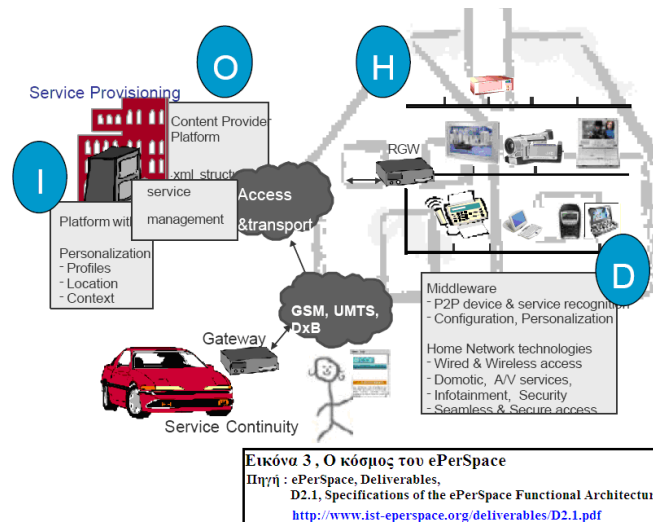 O
H
Service Provisioning
Content Provider
Platform
xml structu
I
service
management
Access
&transport
Platform with
Personalization
- Profiles
- Location
- Context
RGW
D
Middleware
- P2P device & service recognition
- Configuration, Personalization
Home Network technologies
- Wired & Wireless access
- Domotic, A/V services,
- Infotainment, Security
- Seamless & Secure access
GSM, UMTS,
DxB
Gateway
Service Continuity
Εικόνα 3 , Ο κόσμος του ePerSpace
Πηγή : ePerSpace, Deliverables,
D2.1, Specifications of the ePerSpace Functional Architectur
http://www.ist-eperspace.org/deliverables/D2.1.pdf